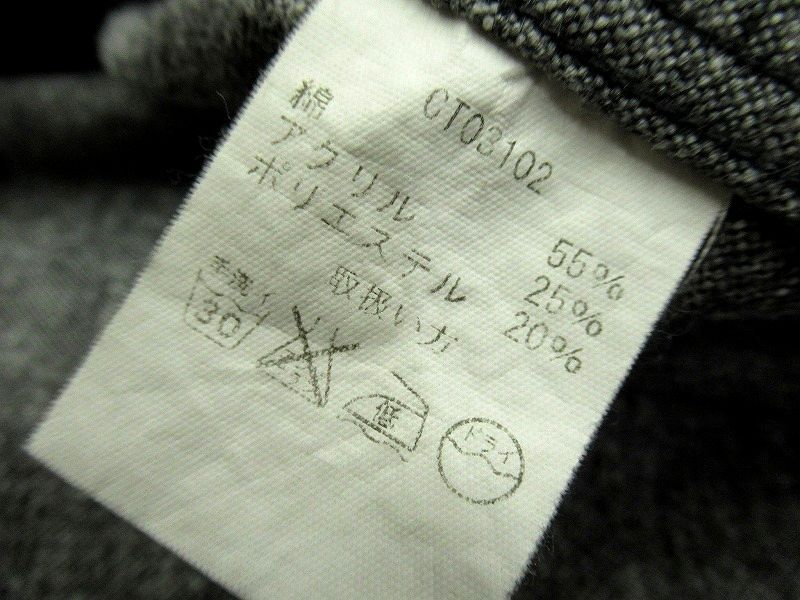 CT03102
綿 55%
アクリル 25%
ポリエステル 20%
取扱い方
手洗イ
30
低
ドライ